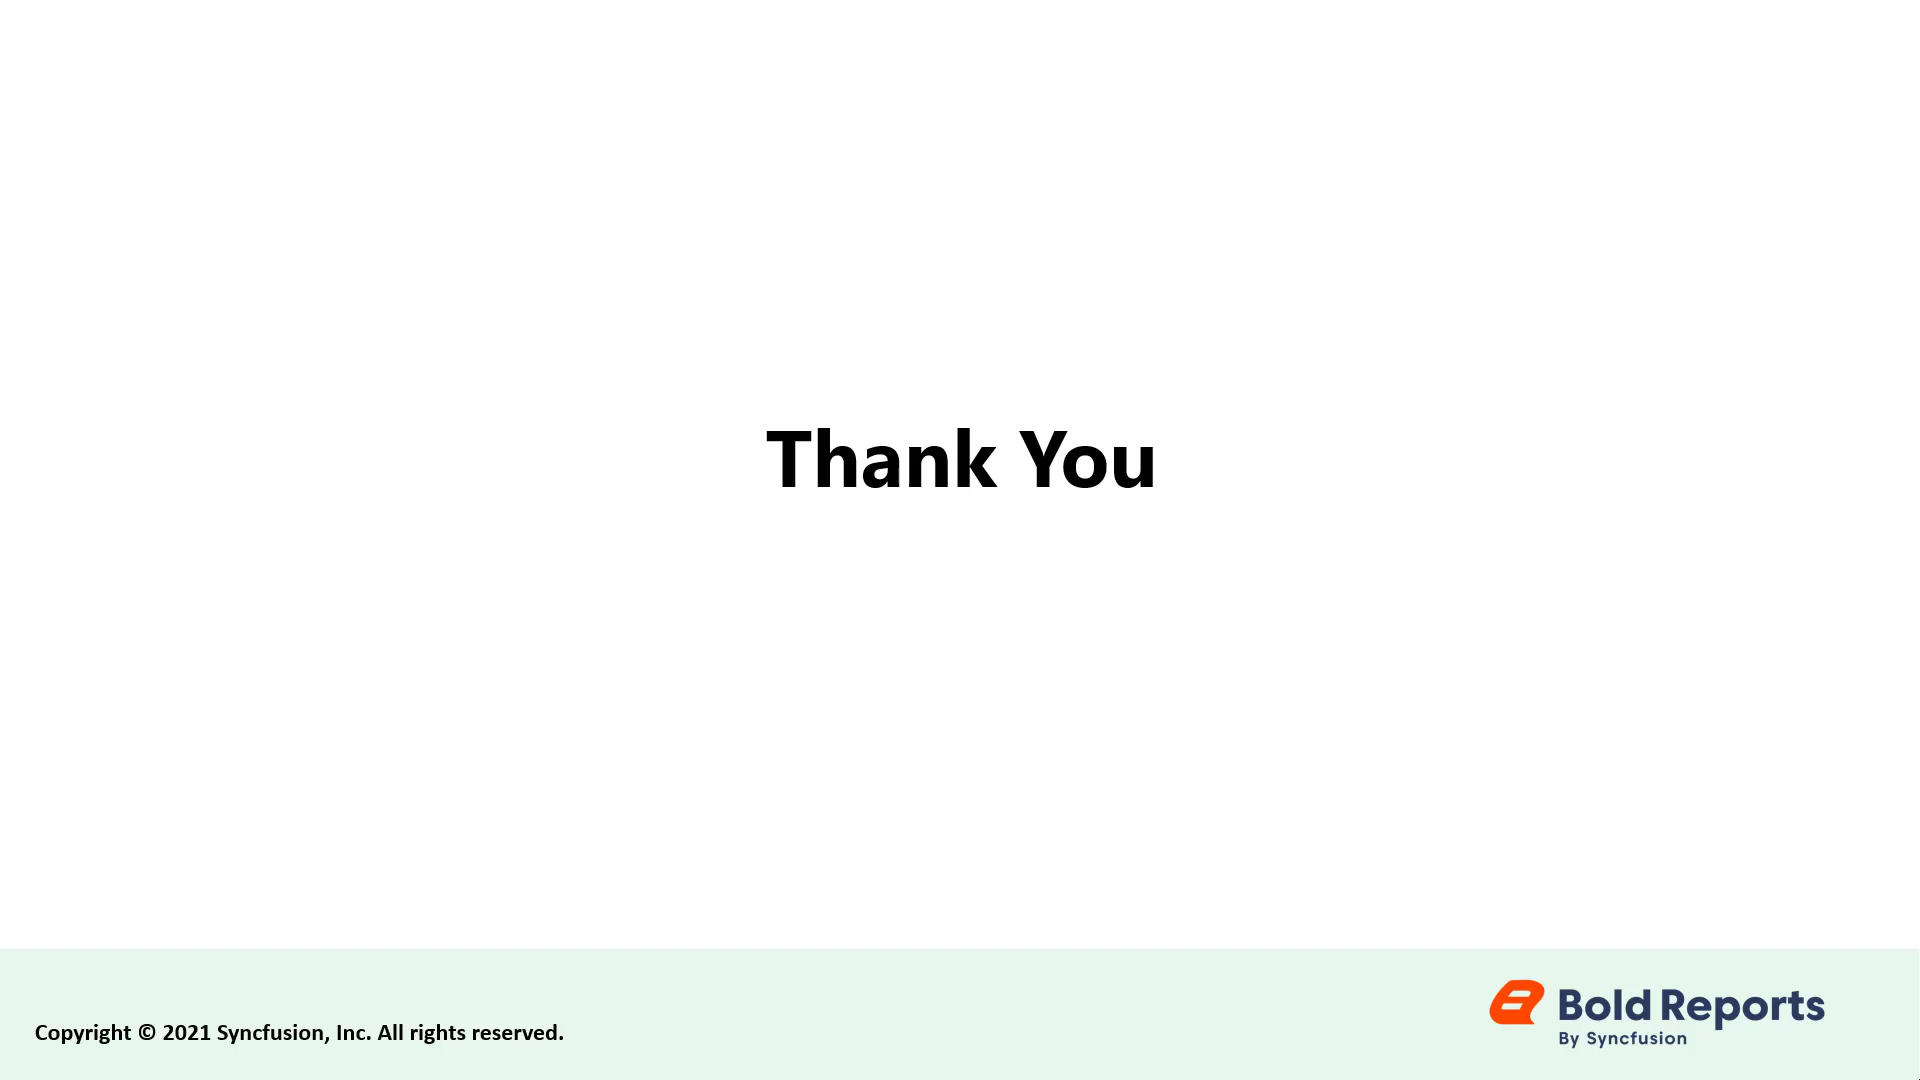 Thank You
Copyright © 2021 Syncfusion, Inc. All rights reserved.
Bold Reports
By Syncfusion